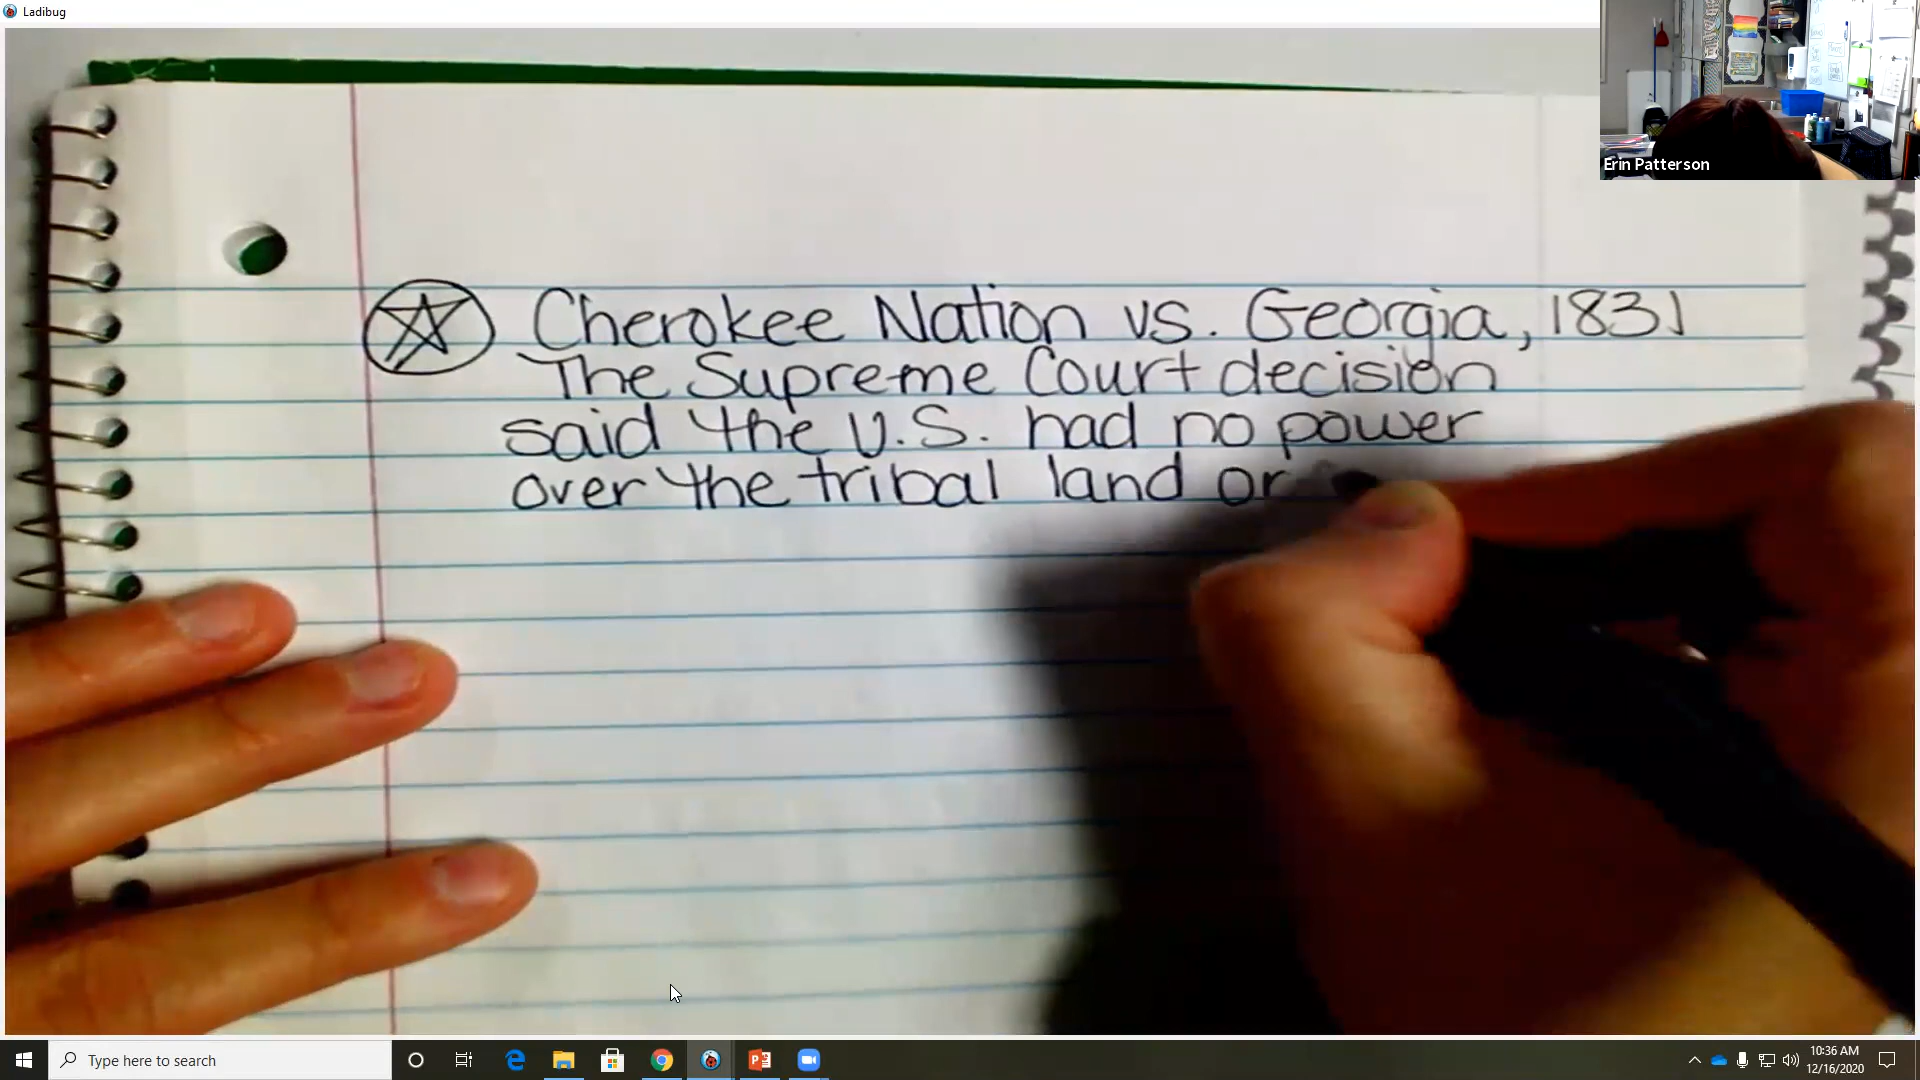 Ladibug
Erin Patterson
Cherokee Nation vs. Georgia, 1831
The Supreme Court decision
said the U.S. had no power
over the tribal land or
Type here to search
10:36 AM
12/16/2020